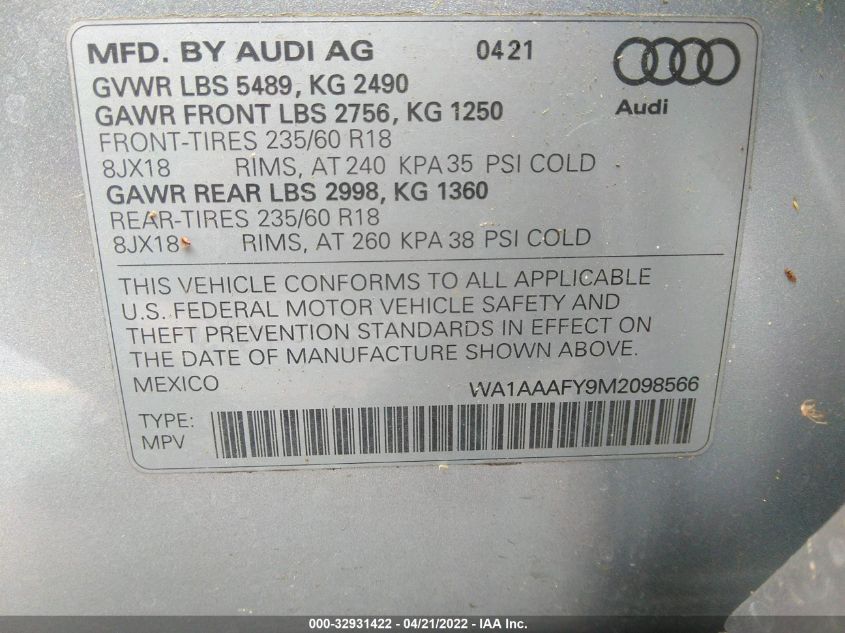 MFD. BY AUDI AG 0421
GVWR LBS 5489, KG 2490
GAWR FRONT LBS 2756, KG 1250
Audi
FRONT-TIRES 235/60 R18
8JX18 RIMS, AT 240 KPA 35 PSI COLD
GAWR REAR LBS 2998, KG 1360
REAR-TIRES 235/60 R18
8JX18 RIMS, AT 260 KPA 38 PSI COLD
THIS VEHICLE CONFORMS TO ALL APPLICABLE
U.S. FEDERAL MOTOR VEHICLE SAFETY AND
THEFT PREVENTION STANDARDS IN EFFECT ON
THE DATE OF MANUFACTURE SHOWN ABOVE.
MEXICO WA1AAAFY9M2098566
TYPE:
MPV
000-32931422 - 04/21/2022 - IAA Inc.